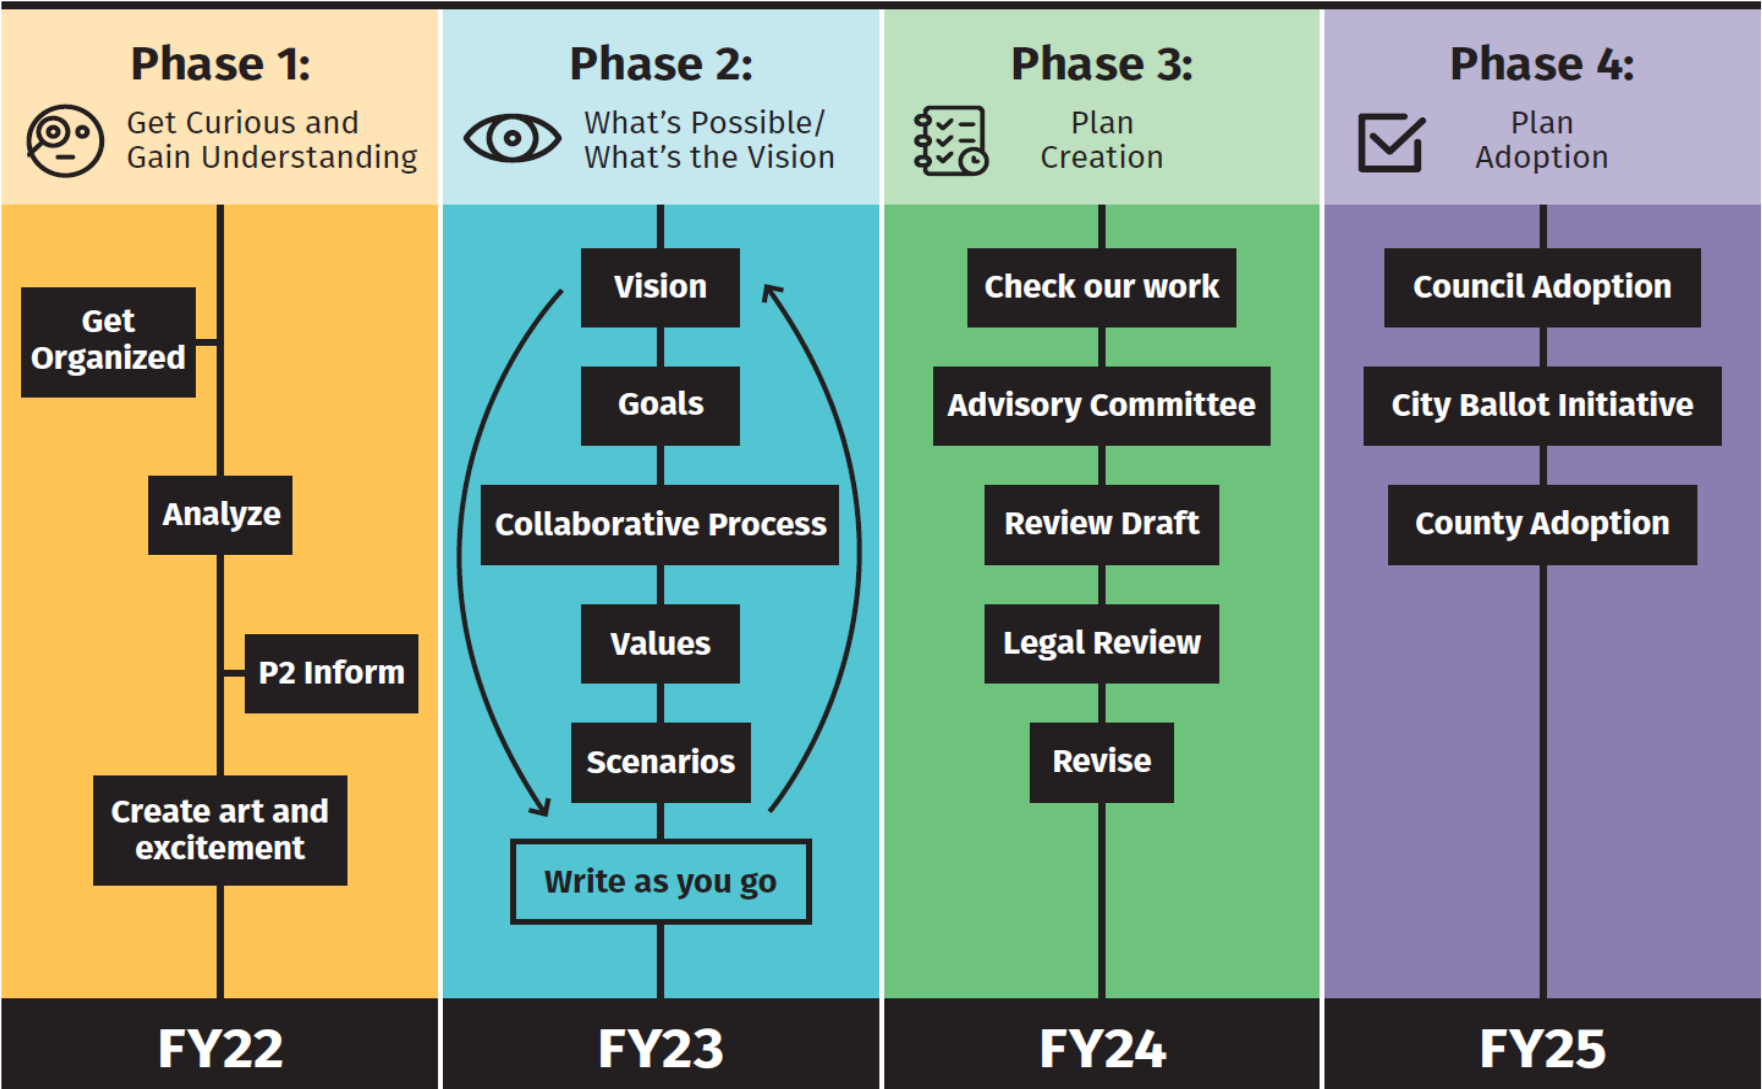 Phase 1:
Get Curious and
Gain Understanding
Get
Organized
Analyze
P2 Inform
Create art and
excitement
FY22
Phase 2:
What's Possible/
What's the Vision
Vision
Goals
Collaborative Process
Values
Scenarios
Write as you go
FY23
Phase 3:
Plan
Creation
Check our work
Advisory Committee
Review Draft
Legal Review
Revise
FY24
Phase 4:
Plan
Adoption
Council Adoption
City Ballot Initiative
County Adoption
FY25